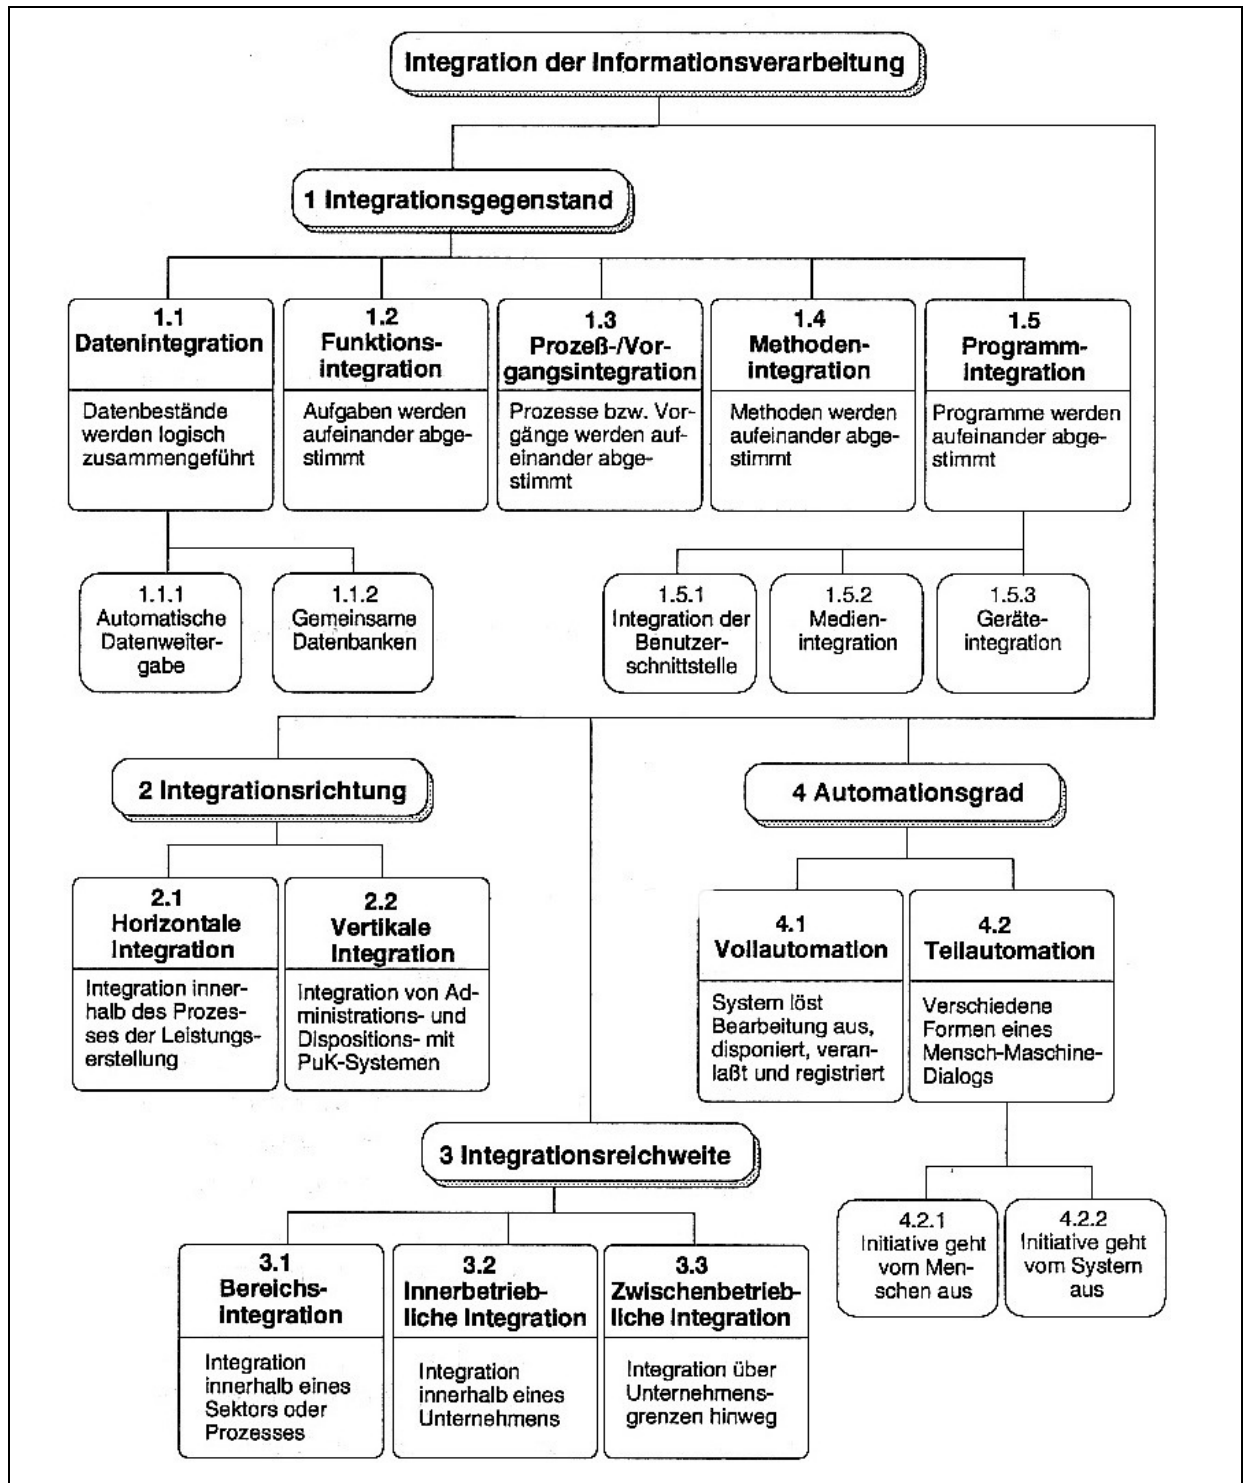 Integration der Informationsverarbeitung
1 Integrationsgegenstand
1.1
Datenintegration
Datenbestände
werden logisch
zusammengeführt
1.2
Funktions-
integration
Aufgaben werden
aufeinander abge-
stimmt
1.3
Prozeß-/Vor-
gangsintegration
Prozesse bzw. Vor-
gänge werden auf-
einander abge-
stimmt
1.4
Methoden-
integration
Methoden werden
aufeinander abge-
stimmt
1.5
Programm-
integration
Programme werden
aufeinander abge-
stimmt
1.1.1
Automatische
Datenweiter-
gabe
1.1.2
Gemeinsame
Datenbanken
1.5.1
Integration der
Benutzer-
schnittstelle
1.5.2
Medien-
integration
1.5.3
Geräte-
integration
2 Integrationsrichtung
2.1
Horizontale
Integration
Integration inner-
halb des Prozes-
ses der Leistungs-
erstellung
2.2
Vertikale
Integration
Integration von Ad-
ministrations- und
Dispositions- mit
PuK-Systemen
4 Automationsgrad
4.1
Vollautomation
System löst
Bearbeitung aus,
disponiert, veran-
laßt und registriert
4.2
Teilautomation
Verschiedene
Formen eines
Mensch-Maschine-
Dialogs
4.2.1
Initiative geht
vom Men-
schen aus
4.2.2
Initiative geht
vom System
aus
3 Integrationsreichweite
3.1
Bereichs-
integration
Integration
innerhalb eines
Sektors oder
Prozesses
3.2
Innerbetrieb-
liche Integration
Integration
innerhalb eines
Unternehmens
3.3
Zwischenbetrieb-
liche Integration
Integration über
Unternehmens-
grenzen hinweg